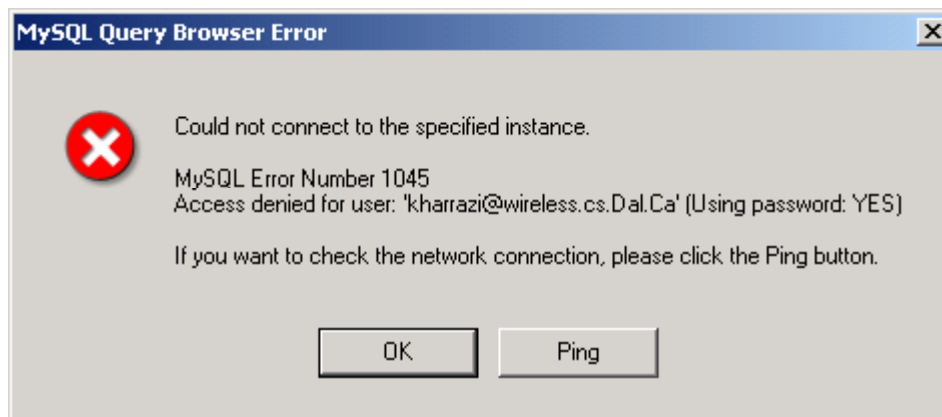 MySQL Query Browser Error
Could not connect to the specified instance.
MySQL Error Number 1045
Access denied for user: 'kharrazi@wireless.cs.Dal.Ca' (Using password: YES)
If you want to check the network connection, please click the Ping button.
OK
Ping